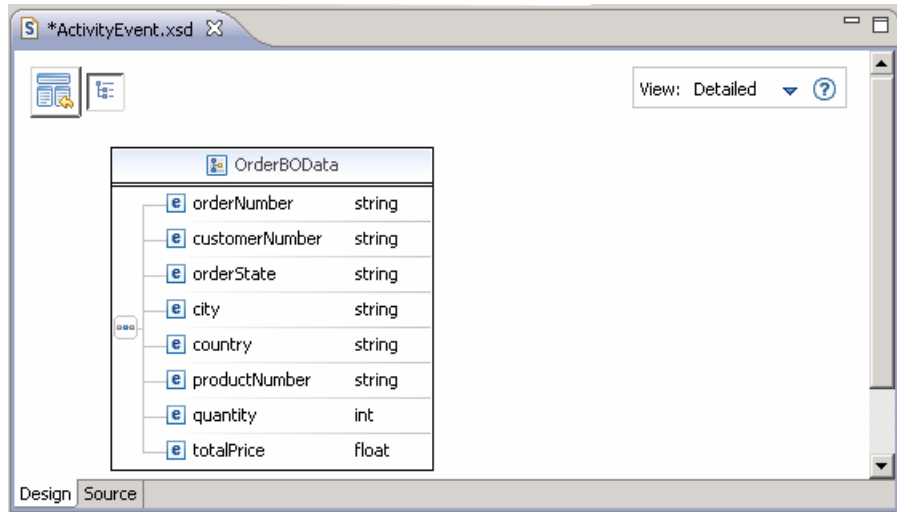 S *ActivityEvent.xsd
View: Detailed ?
OrderBOData
e orderNumber string
e customerNumber string
e orderState string
e city string
e country string
e productNumber string
e quantity int
e totalPrice float
Design Source